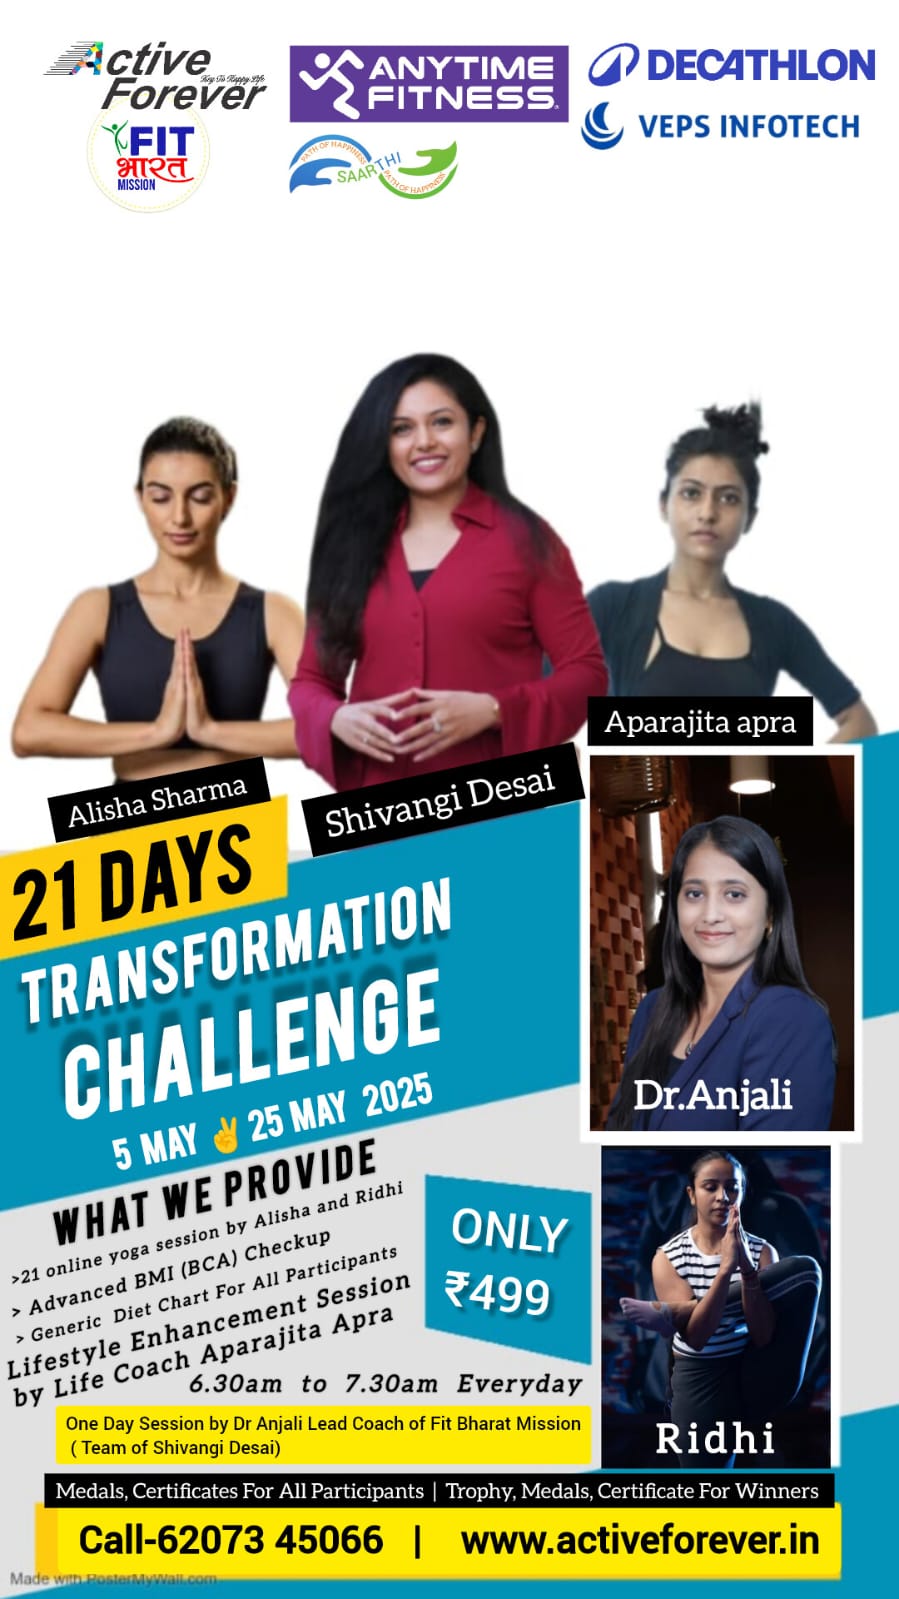 Active
Forever
Key To Happy Life
FIT
भारत
MISSION
ANYTIME
FITNESS
PATH OF HAPPINESS
SAARTHI
PATH OF HAPPINESS
DECATHLON
VEPS INFOTECH
Alisha Sharma
Shivangi Desai
Aparajita apra
21 DAYS
TRANSFORMATION
CHALLENGE
5 MAY ✌ 25 MAY 2025
Dr.Anjali
WHAT WE PROVIDE
>21 online yoga session by Alisha and Ridhi
> Advanced BMI (BCA) Checkup
> Generic Diet Chart For All Participants
Lifestyle Enhancement Session
by Life Coach Aparajita Apra
ONLY
₹499
6.30am to 7.30am Everyday
Ridhi
One Day Session by Dr Anjali Lead Coach of Fit Bharat Mission
( Team of Shivangi Desai)
Medals, Certificates For All Participants | Trophy, Medals, Certificate For Winners
Call-62073 45066 | www.activeforever.in
Made with PosterMyWall.com